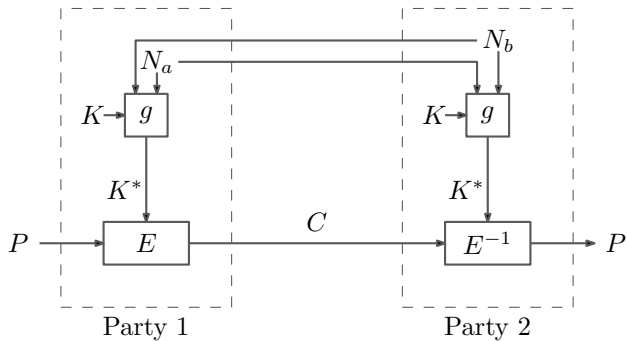 N_b
N_a
K g K g
K* K*
C
P E E⁻¹ P
Party 1 Party 2